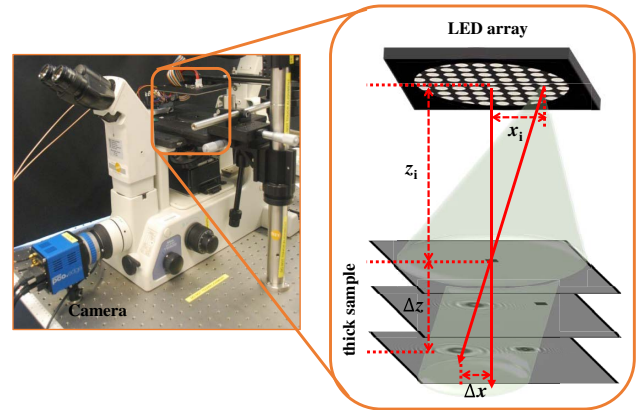 LED array
x_i
z_i
thick sample
Δz
Δx
Camera